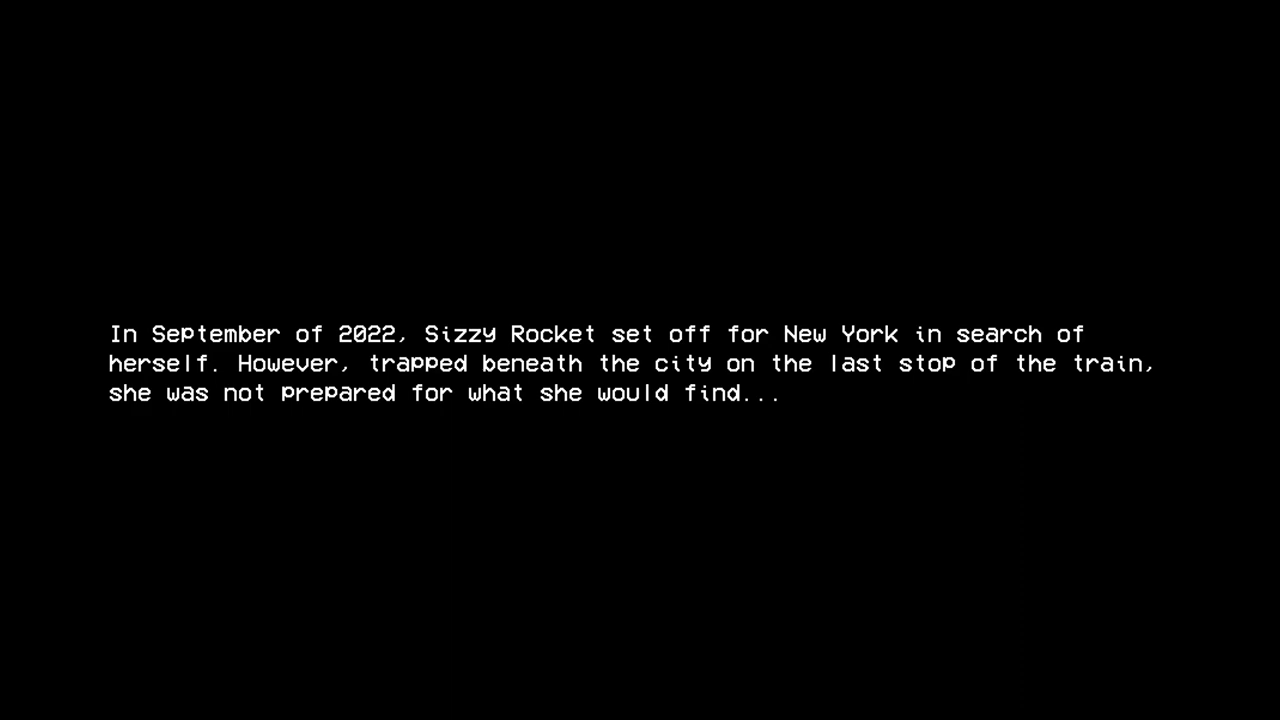 In September of 2022, Sizzy Rocket set off for New York in search of
herself. However, trapped beneath the city on the last stop of the train,
she was not prepared for what she would find...